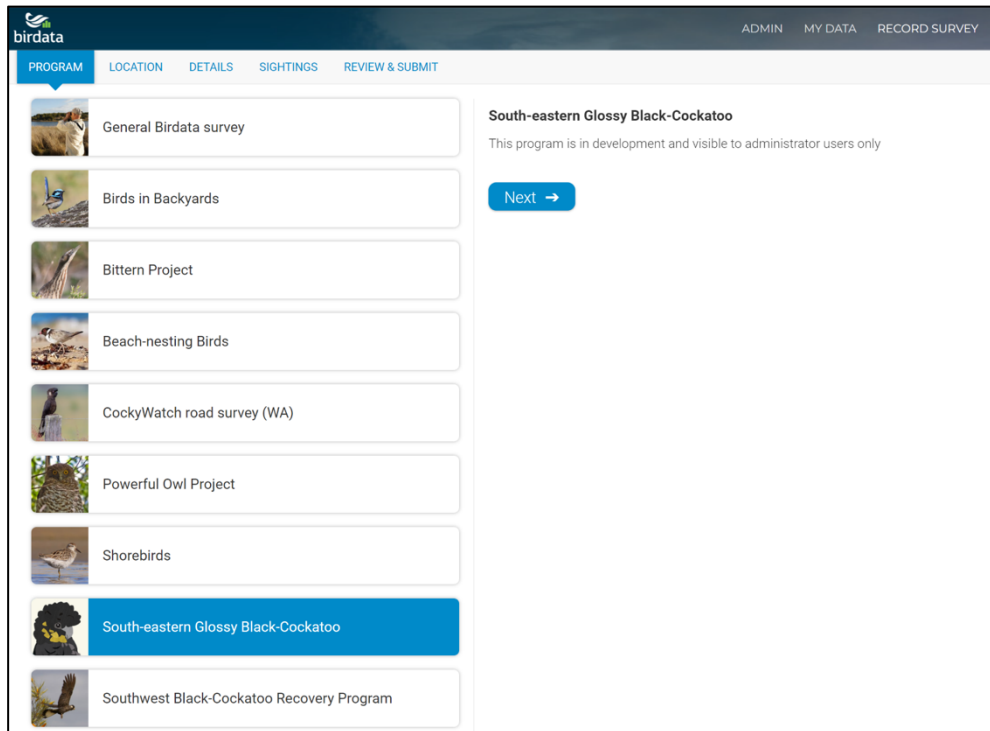 birdata
ADMIN MY DATA RECORD SURVEY
PROGRAM LOCATION DETAILS SIGHTINGS REVIEW & SUBMIT
General Birdata survey
Birds in Backyards
Bittern Project
Beach-nesting Birds
CockyWatch road survey (WA)
Powerful Owl Project
Shorebirds
South-eastern Glossy Black-Cockatoo
Southwest Black-Cockatoo Recovery Program
South-eastern Glossy Black-Cockatoo
This program is in development and visible to administrator users only
Next ➔